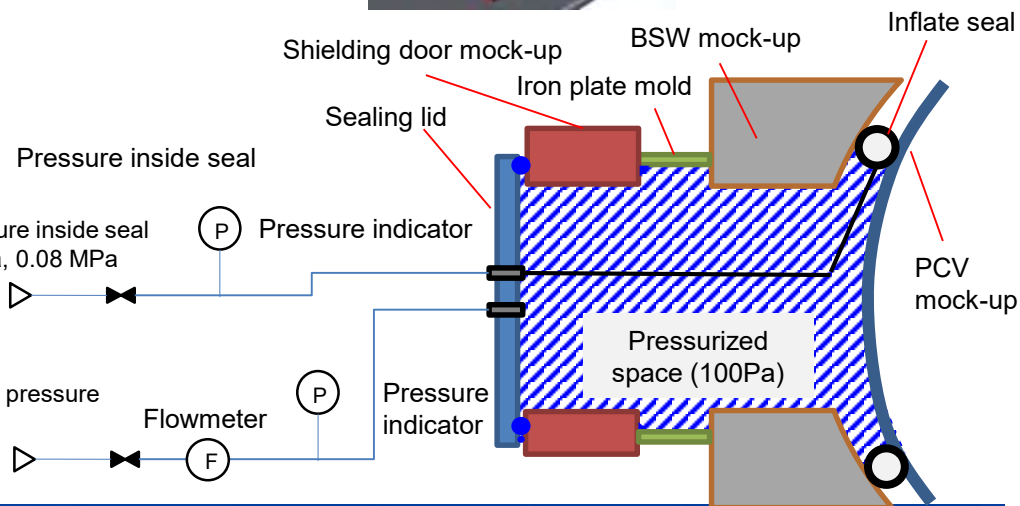 Inflate seal
BSW mock-up
Shielding door mock-up
Iron plate mold
Sealing lid
Pressure inside seal
P
Pressure indicator
inside seal
, 0.08 MPa
PCV
mock-up
Pressurized
space (100Pa)
P
Pressure
indicator
pressure
Flowmeter
F